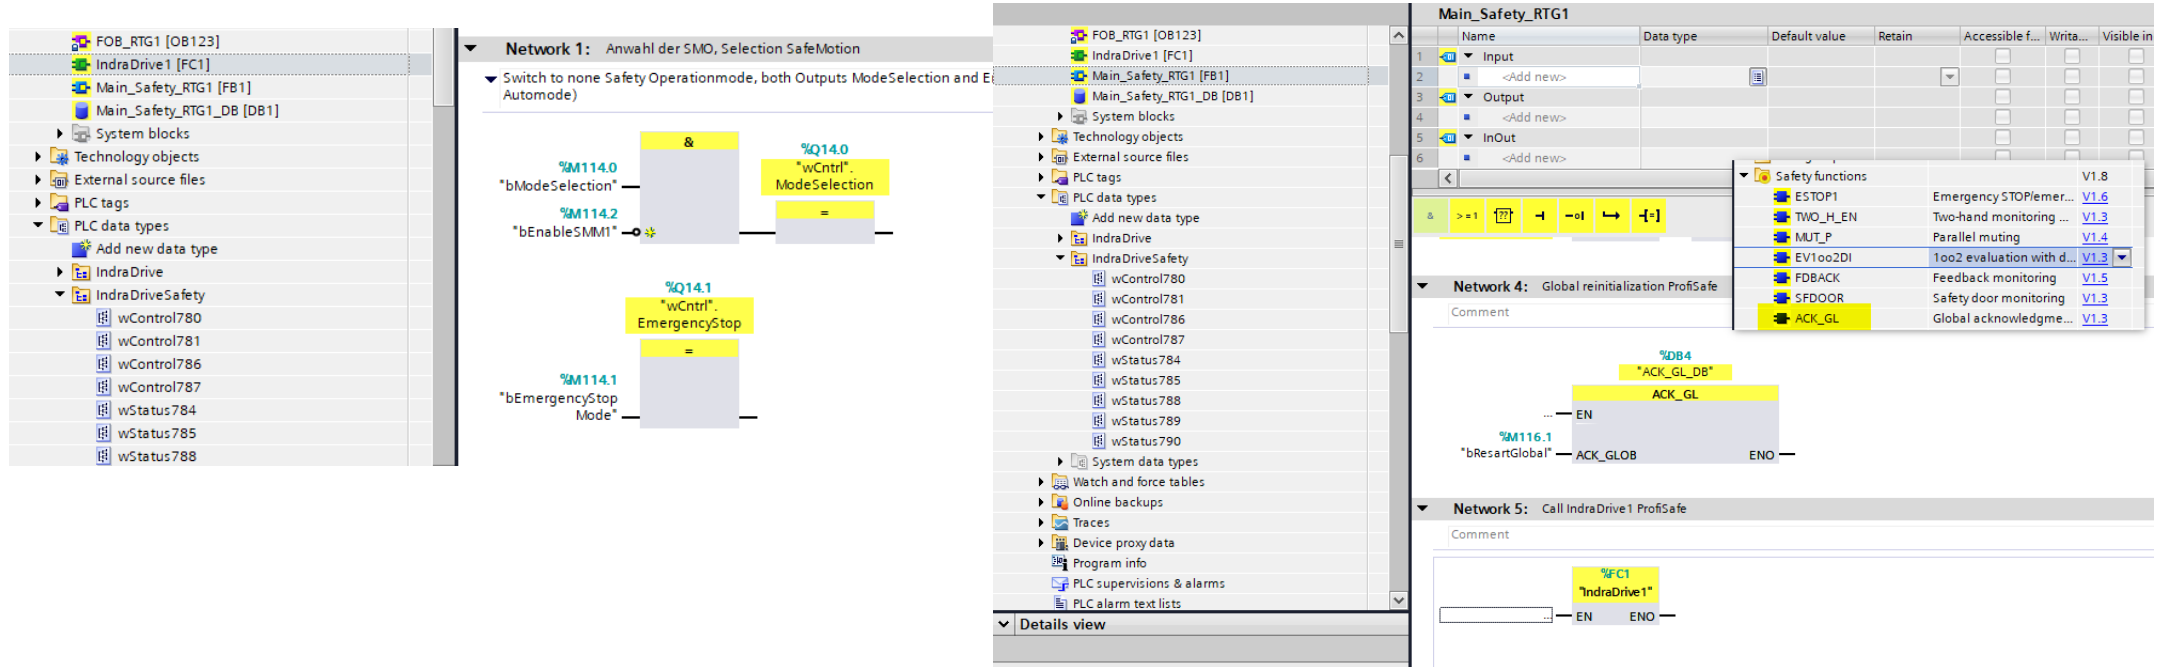 FOB_RTG1 [OB123]
IndraDrive1 [FC1]
Main_Safety_RTG1 [FB1]
Main_Safety_RTG1_DB [DB1]
System blocks
Technology objects
External source files
PLC tags
PLC data types
Add new data type
IndraDrive
IndraDriveSafety
wControl780
wControl781
wControl786
wControl787
wStatus784
wStatus785
wStatus788
Network 1: Anwahl der SMO, Selection SafeMotion
Switch to none Safety Operationmode, both Outputs ModeSelection and E
Automode)
&
%M114.0
"bModeSelection"
%M114.2
"bEnableSMM1"
%Q14.0
"wCntrl".
ModeSelection
=
%Q14.1
"wCntrl".
EmergencyStop
=
%M114.1
"bEmergencyStop
Mode"
FOB_RTG1 [OB123]
IndraDrive1 [FC1]
Main_Safety_RTG1 [FB1]
Main_Safety_RTG1_DB [DB1]
System blocks
Technology objects
External source files
PLC tags
PLC data types
Add new data type
IndraDrive
IndraDriveSafety
wControl780
wControl781
wControl786
wControl787
wStatus784
wStatus785
wStatus788
wStatus789
wStatus790
System data types
Watch and force tables
Online backups
Traces
Device proxy data
Program info
PLC supervisions & alarms
PLC alarm text lists
Details view
Main_Safety_RTG1
Name Data type Default value Retain Accessible f... Writa... Visible in
1 Input
2 <Add new>
3 Output
4 <Add new>
5 InOut
6 <Add new>
& >=1 ?? -| -o| -[=]
Safety functions V1.8
ESTOP1 Emergency STOP/emer... V1.6
TWO_H_EN Two-hand monitoring ... V1.3
MUT_P Parallel muting V1.4
EV1oo2DI 1oo2 evaluation with d... V1.3
FDBACK Feedback monitoring V1.5
SFDOOR Safety door monitoring V1.3
ACK_GL Global acknowledgme... V1.3
Network 4: Global reinitialization ProfiSafe
Comment
%DB4
"ACK_GL_DB"
ACK_GL
... EN
%M116.1
"bResartGlobal" ACK_GLOB ENO
Network 5: Call IndraDrive1 ProfiSafe
Comment
%FC1
"IndraDrive1"
... EN ENO